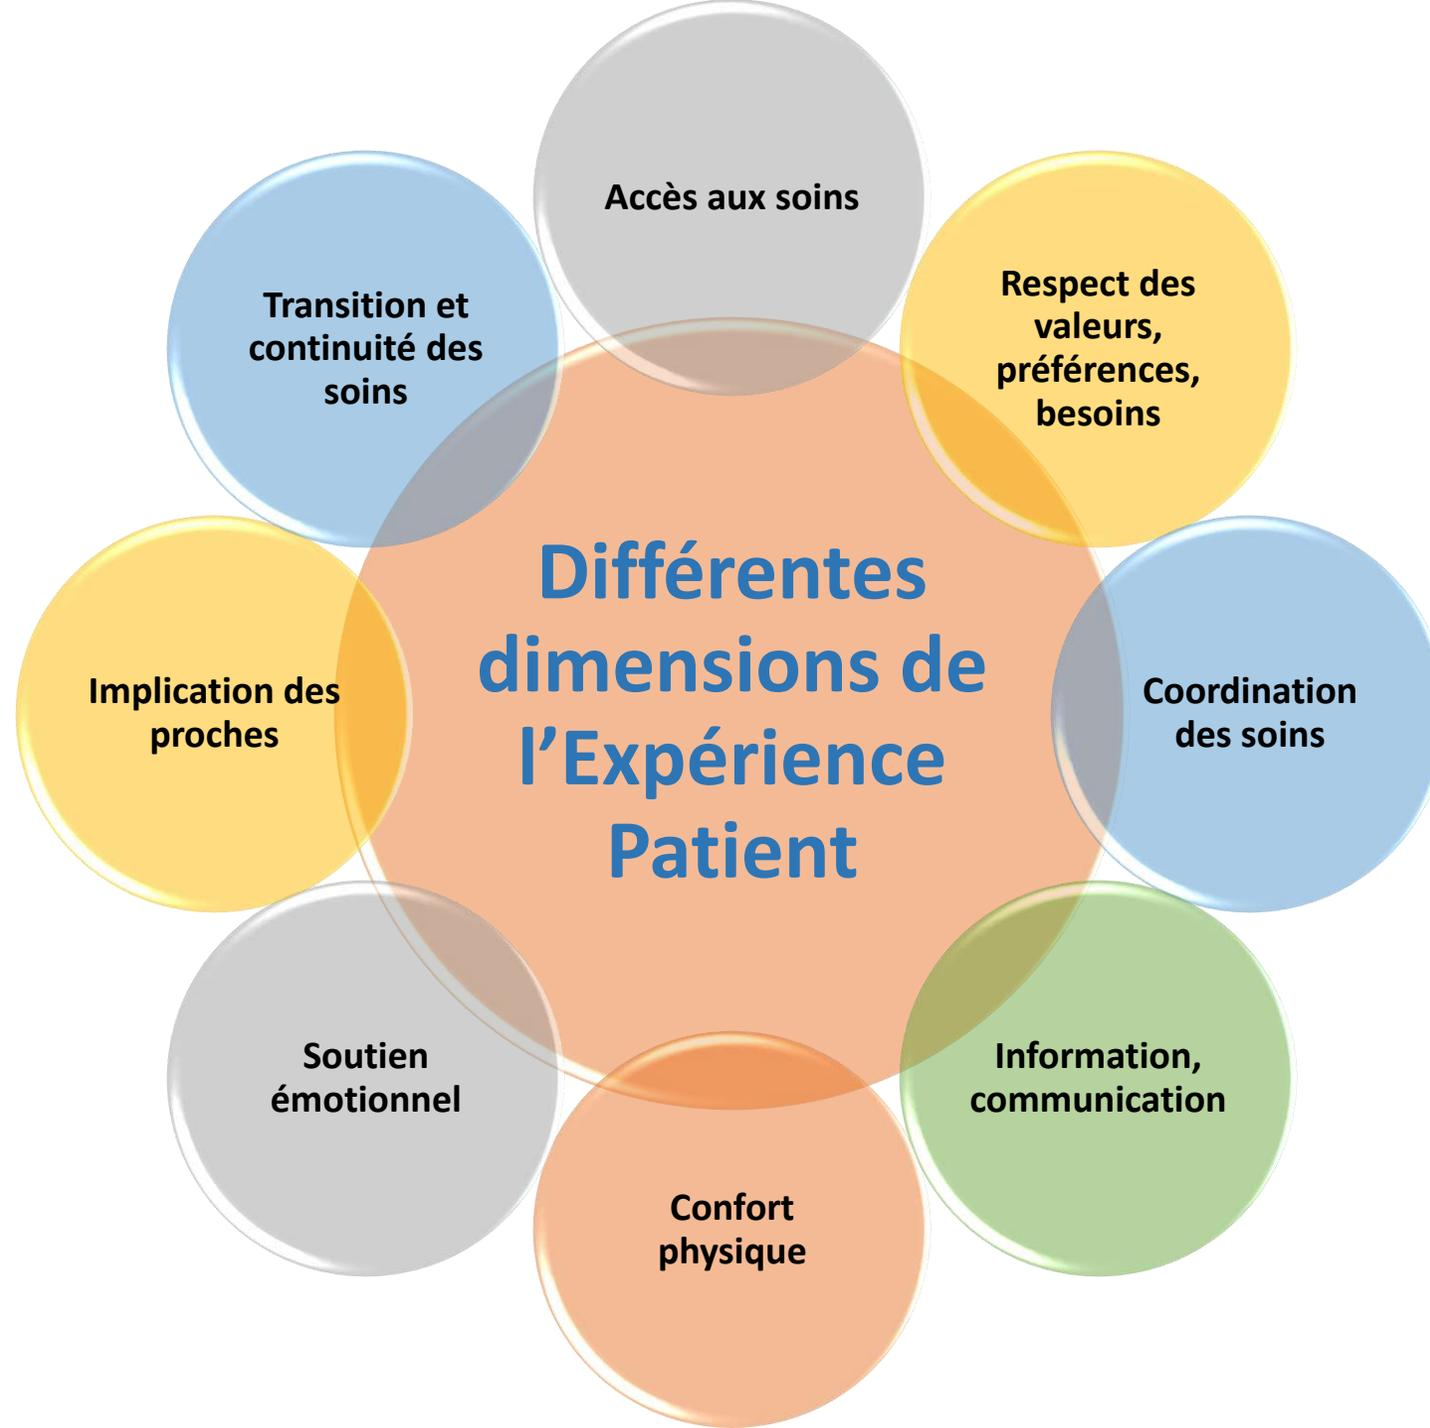 Accès aux soins
Respect des
valeurs,
préférences,
besoins
Transition et
continuité des
soins
Différentes
dimensions de
l’Expérience
Patient
Implication des
proches
Coordination
des soins
Soutien
émotionnel
Information,
communication
Confort
physique